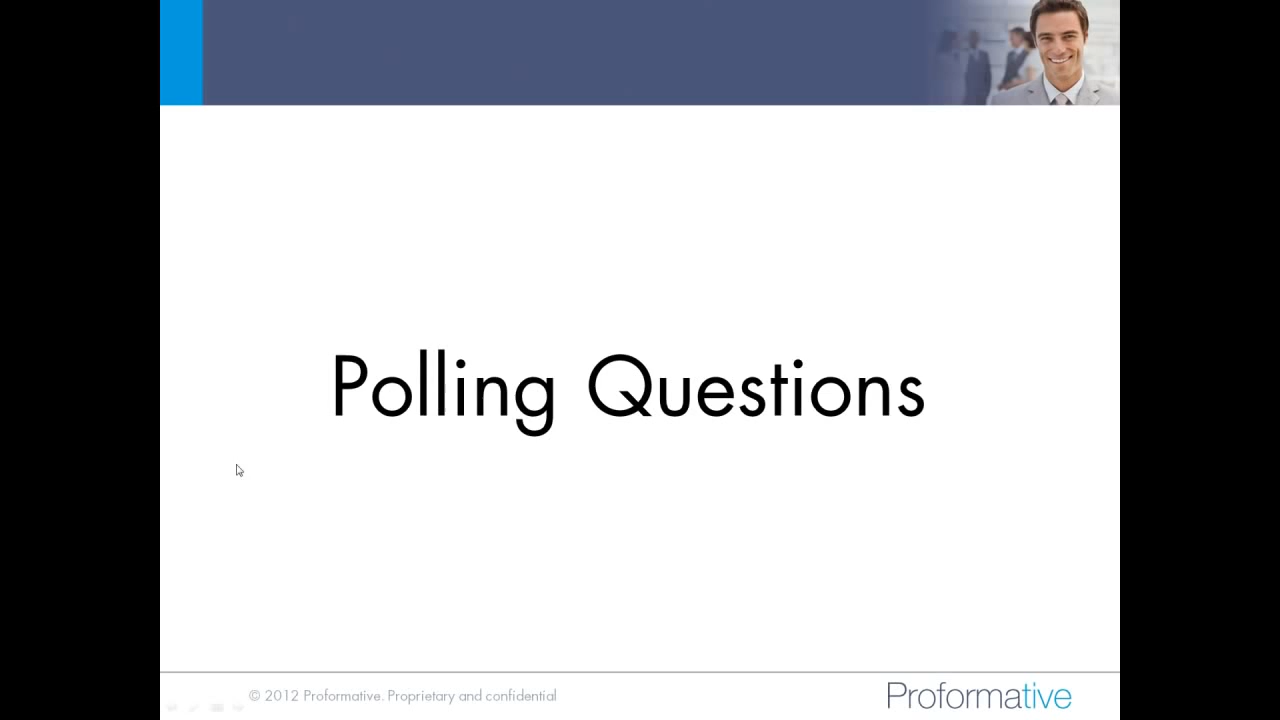 Polling Questions
© 2012 Proformative. Proprietary and confidential
Proformative